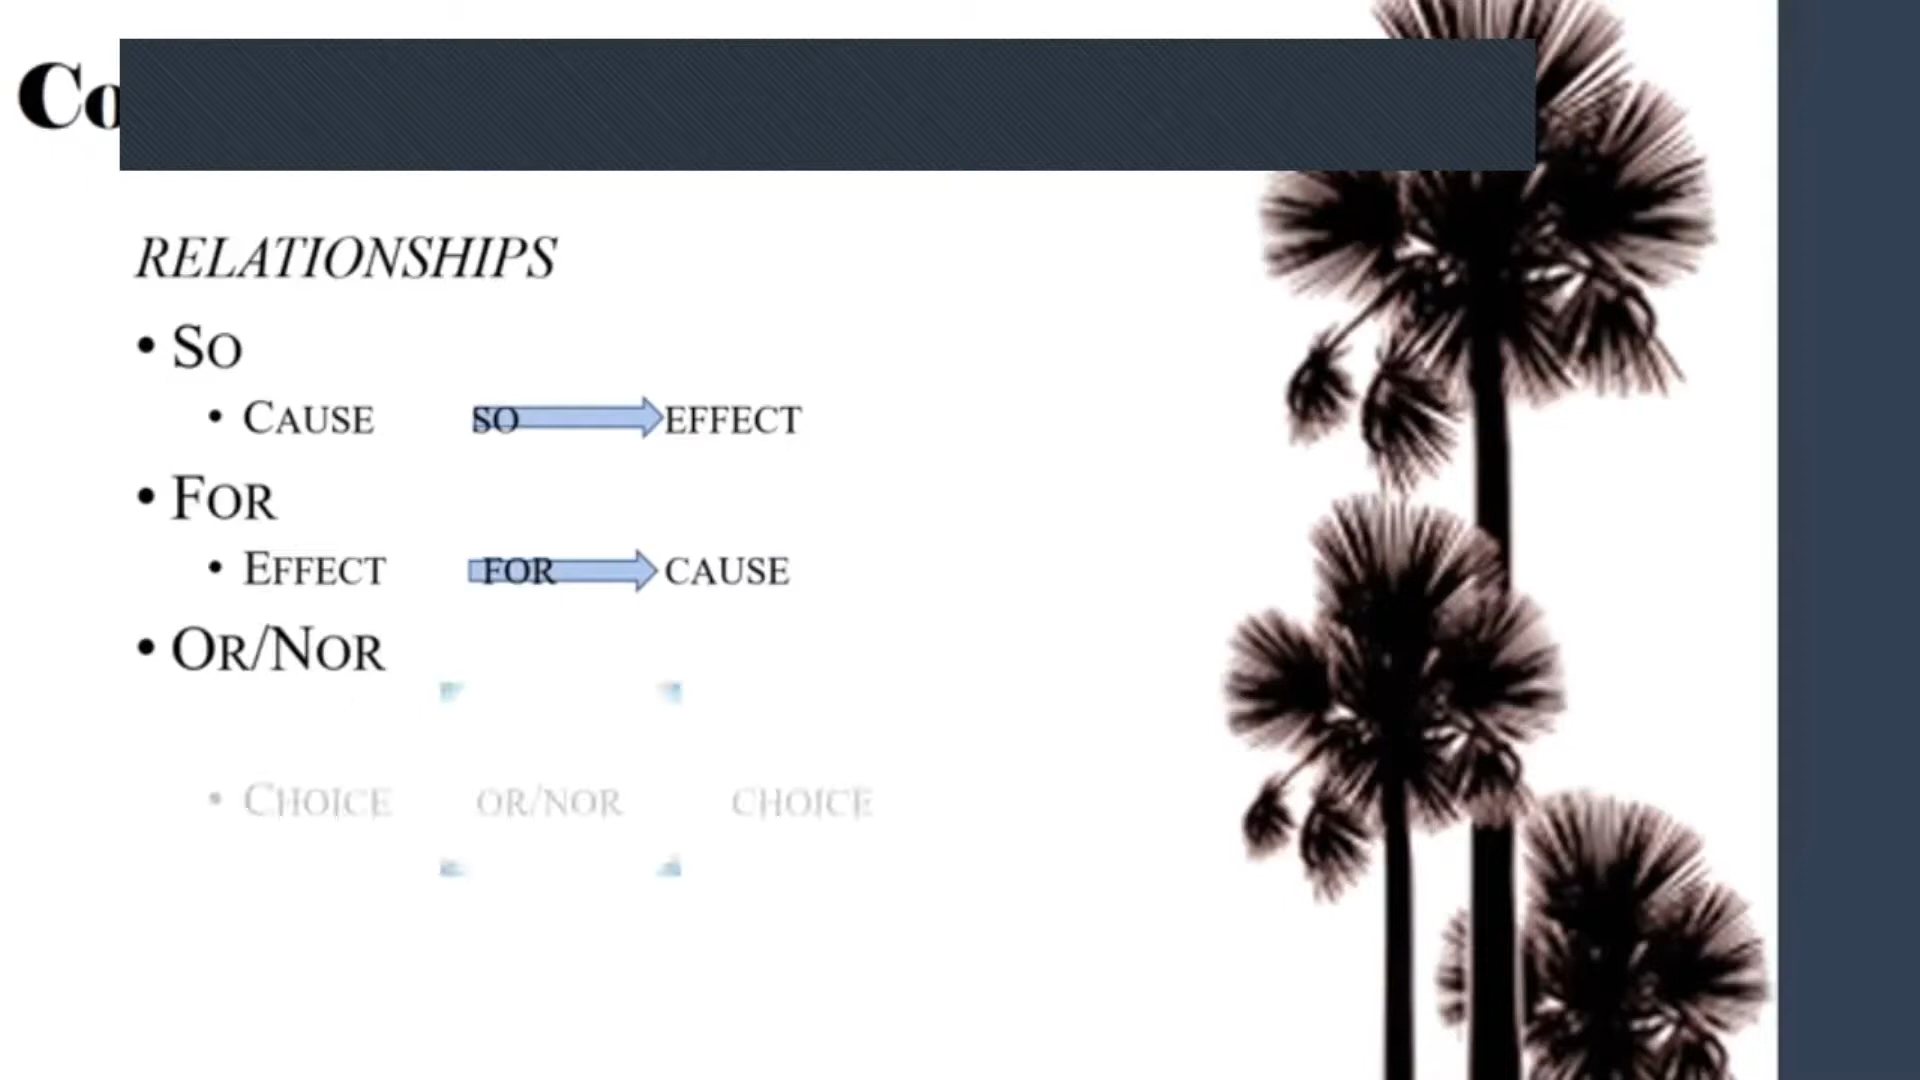 Co
RELATIONSHIPS
• SO
• CAUSE SO EFFECT
• FOR
• EFFECT FOR CAUSE
• OR/NOR
• CHOICE OR/NOR CHOICE